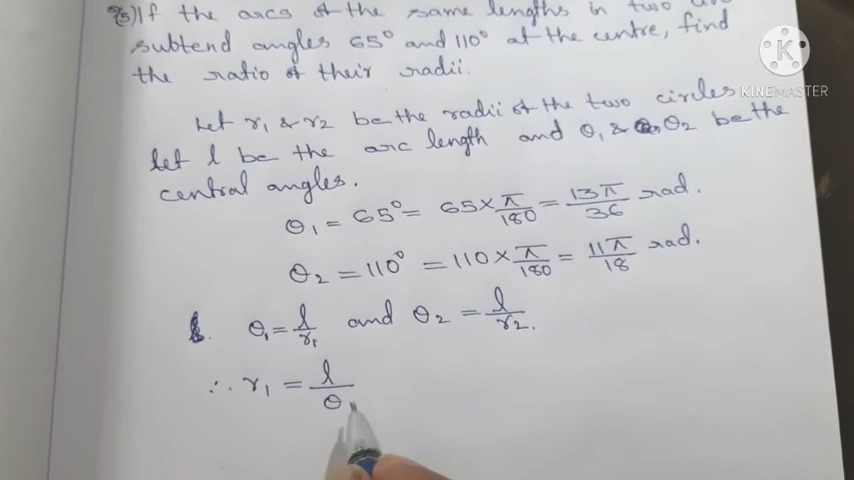 If the arcs of the same lengths in two
subtend angles 65° and 110° at the centre, find
the ratio of their radii.
K
KINEMASTER
Let r₁ & r₂ be the radii of the two circles
let l be the arc length and θ₁ & θ₂ be the
central angles.
θ₁ = 65° = 65 × π/180 = 13π/36 rad.
θ₂ = 110° = 110 × π/180 = 11π/18 rad.
θ₁ = l/r₁ and θ₂ = l/r₂.
∴ r₁ = l/θ